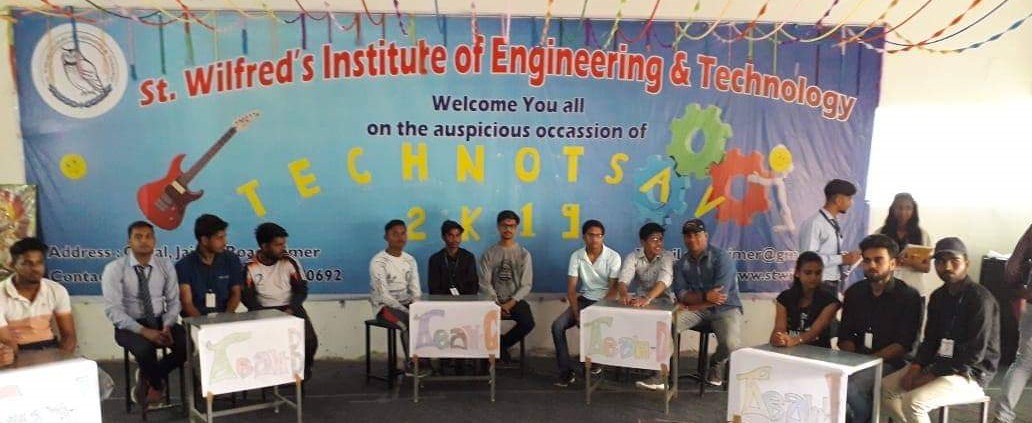 St. Wilfred's Institute of Engineering & Technology
Welcome You all
on the auspicious occassion of
TECHNOTSAV
2K19
Address :
Team-B
Team-C
Team-D